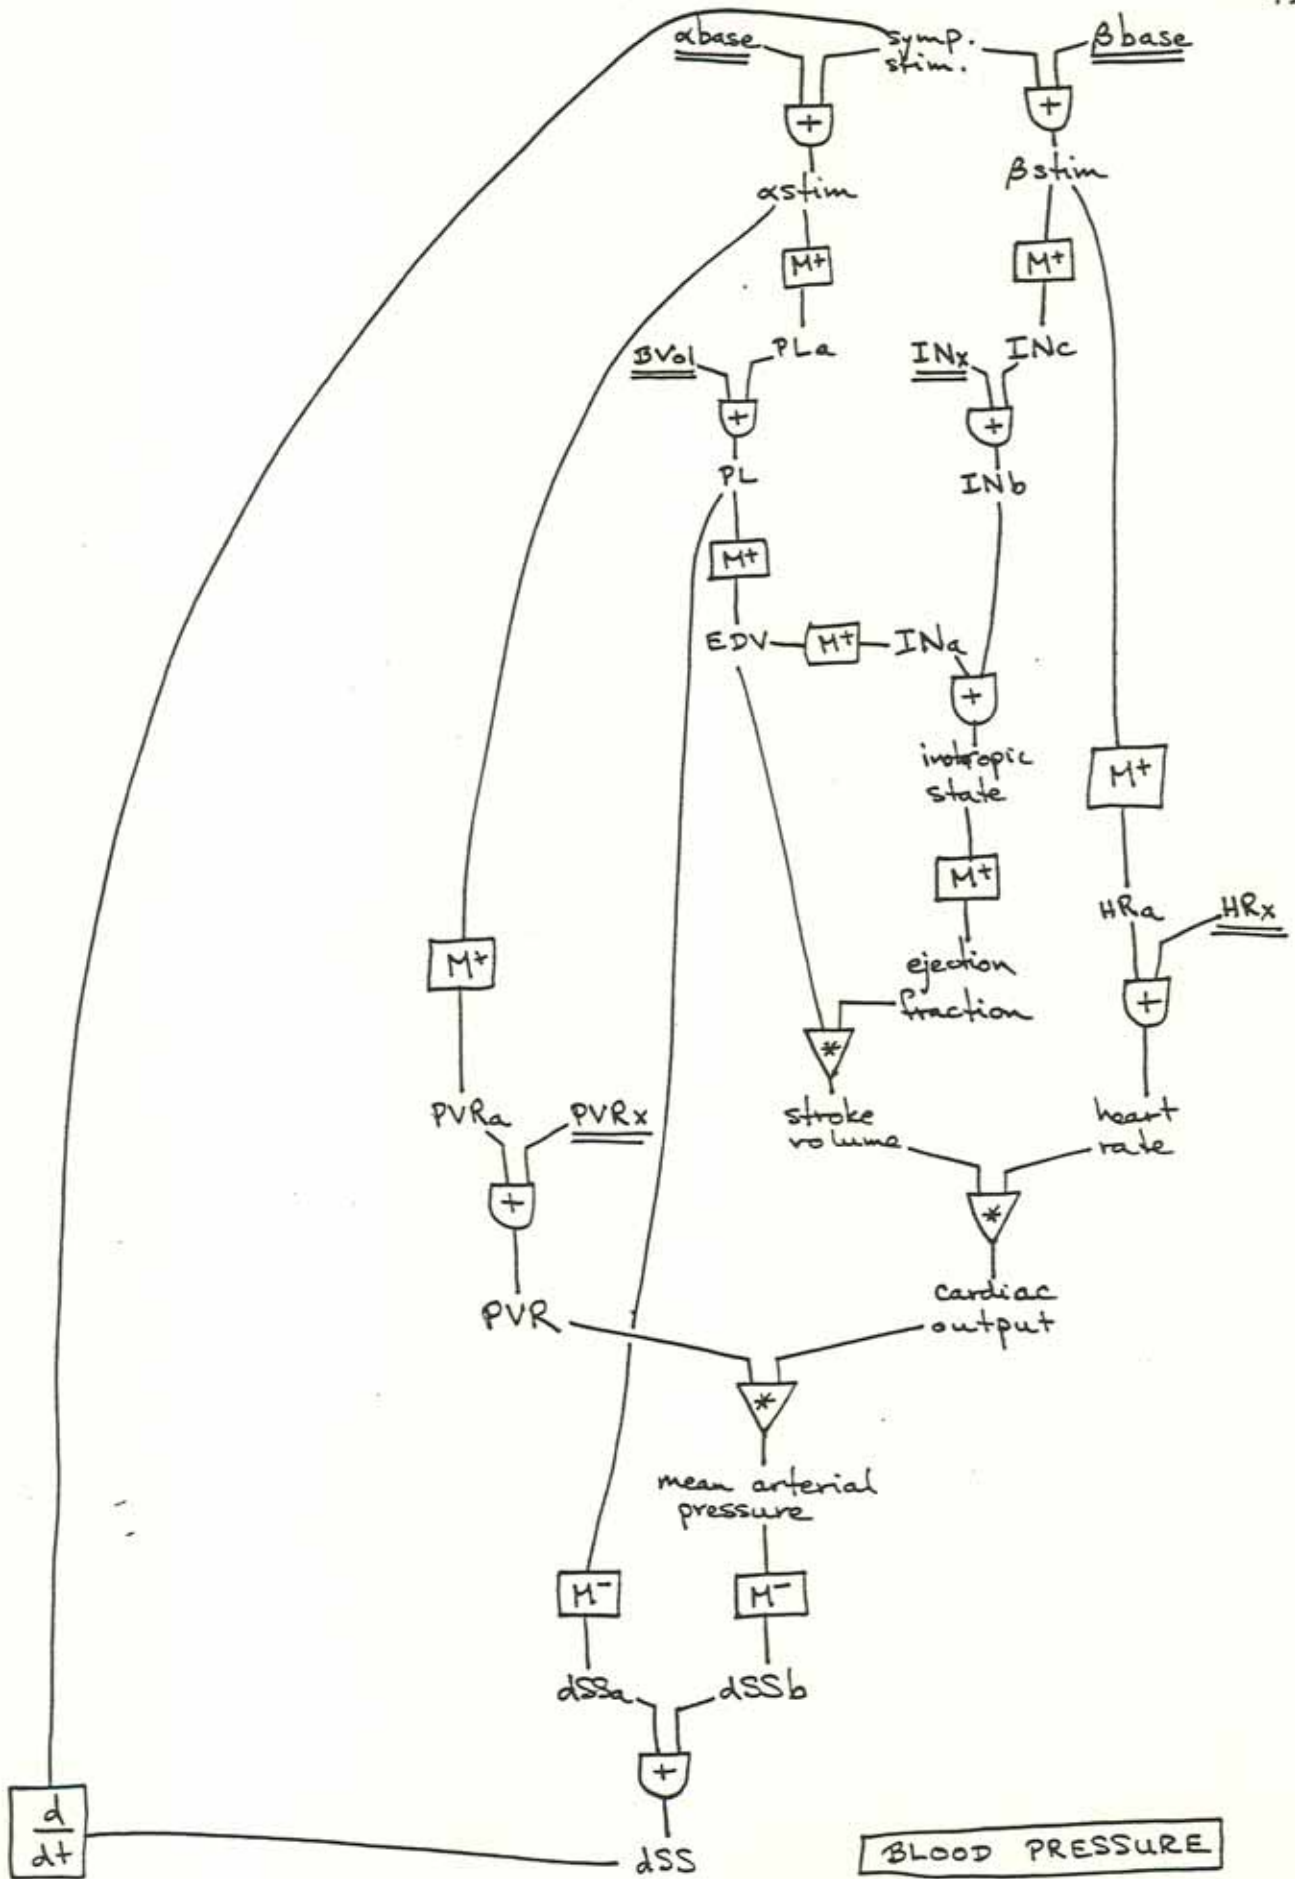 αbase
symp.
stim.
βbase
+
+
βstim
αstim
M+
M+
BVol
PLa
INx
INc
+
+
PL
INb
M+
EDV
M+
INa
+
inotropic
state
M+
M+
HRa
HRx
M+
ejection
fraction
+
*
PVRa
PVRx
stroke
volume
heart
rate
+
*
PVR
cardiac
output
*
mean arterial
pressure
M-
M-
dSSa
dSSb
+
d
dt
dSS
BLOOD PRESSURE